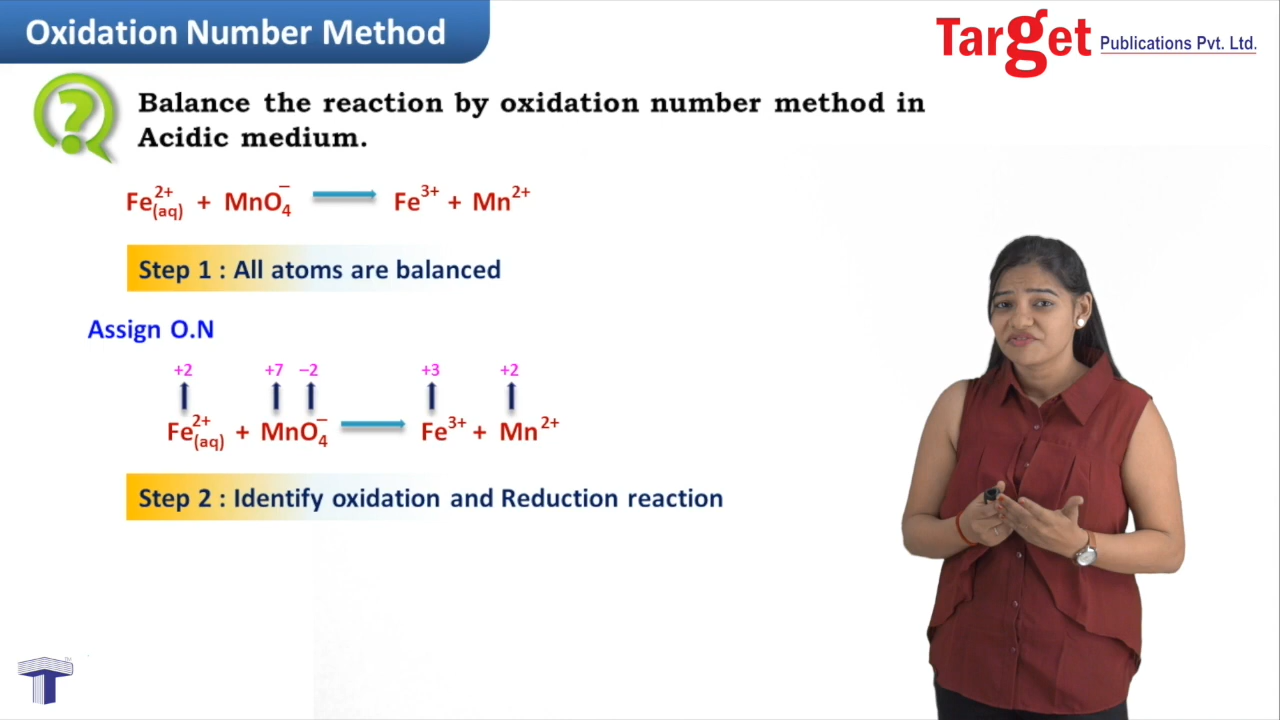 Oxidation Number Method
Target Publications Pvt. Ltd.
?
Balance the reaction by oxidation number method in
Acidic medium.
Fe²⁺₍aq₎ + MnO₄⁻ ⟶ Fe³⁺ + Mn²⁺
Step 1 : All atoms are balanced
Assign O.N
+2 +7 –2 +3 +2
Fe²⁺₍aq₎ + MnO₄⁻ ⟶ Fe³⁺ + Mn²⁺
Step 2 : Identify oxidation and Reduction reaction